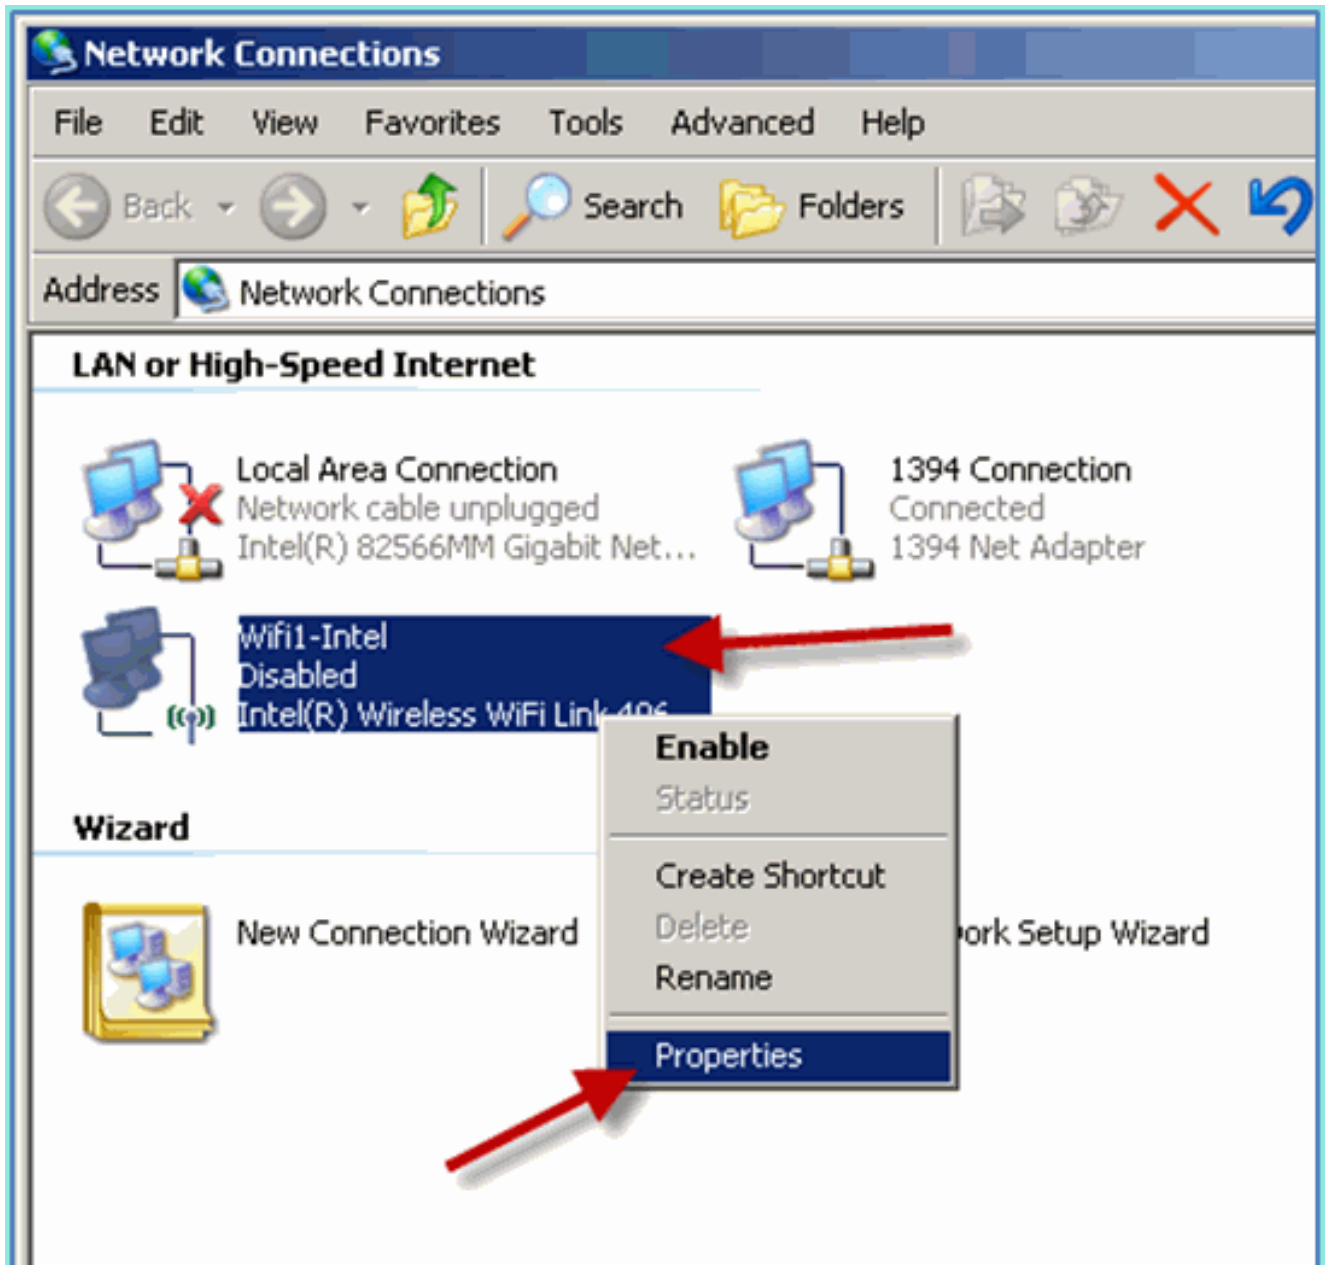 Network Connections
File Edit View Favorites Tools Advanced Help
Back Search Folders
Address Network Connections
LAN or High-Speed Internet
Local Area Connection
Network cable unplugged
Intel(R) 82566MM Gigabit Net...
1394 Connection
Connected
1394 Net Adapter
Wifi1-Intel
Disabled
Intel(R) Wireless WiFi Link
Enable
Status
Create Shortcut
Delete
Rename
Properties
Wizard
New Connection Wizard
Setup Wizard